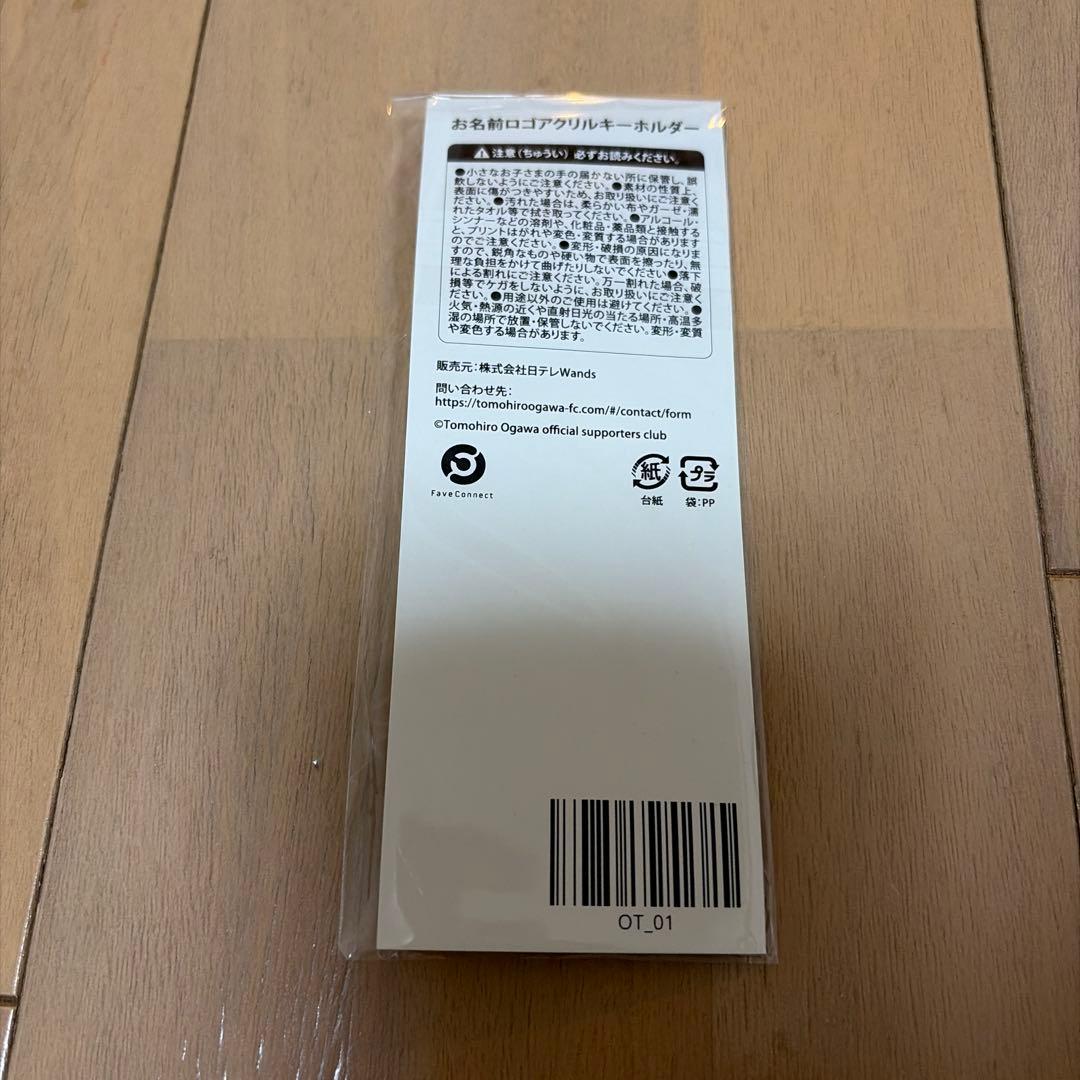 お名前ロゴアクリルキーホルダー
注意(ちゅうい) 必ずお読みください。
●小さなお子さまの手の届かない所に保管し、誤
飲しないようにご注意ください。●素材の性質上、
表面に傷がつきやすいため、お取り扱いにご注意く
ださい。●汚れた場合は、柔らかい布やガーゼ・濡
れたタオル等で拭き取ってください。●アルコール・
シンナーなどの溶剤や、化粧品・薬品類と接触する
と、プリントはがれや変色・変質する場合があります
のでご注意ください。●変形・破損の原因になりま
すので、鋭角なものや硬い物で表面を擦ったり、無
理な負担をかけて曲げたりしないでください●落下
による割れにご注意ください。万一割れた場合、破
損等でケガをしないように、お取り扱いにご注意く
ださい。●用途以外のご使用は避けてください。●
火気・熱源の近くや直射日光の当たる場所・高温多
湿の場所で放置・保管しないでください。変形・変質
や変色する場合があります。
販売元:株式会社日テレWands
問い合わせ先:
https://tomohiroogawa-fc.com/#/contact/form
©Tomohiro Ogawa official supporters club
FaveConnect
紙
台紙
プラ
袋:PP
OT_01